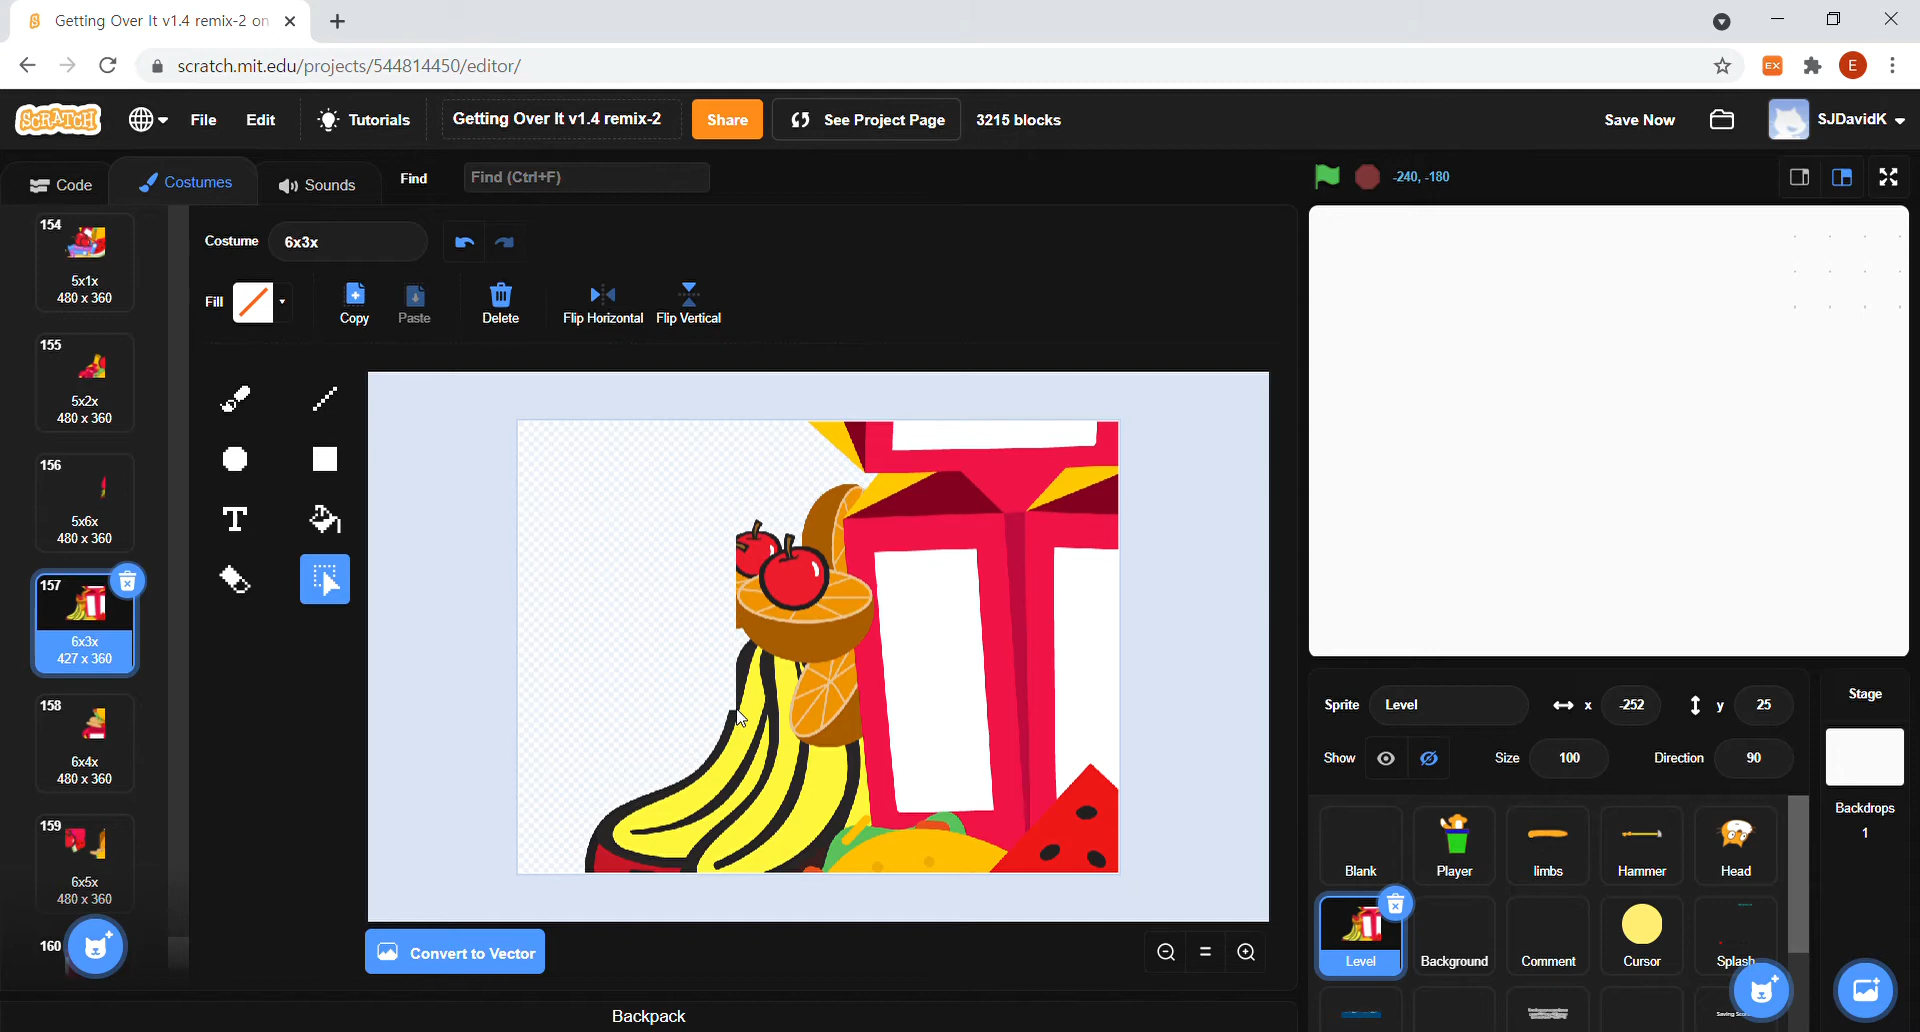 Getting Over It v1.4 remix-2 on
scratch.mit.edu/projects/544814450/editor/
EX
E
SCRATCH
File
Edit
Tutorials
Getting Over It v1.4 remix-2
Share
See Project Page
3215 blocks
Save Now
SJDavidK
Code
Costumes
Sounds
Find
Find (Ctrl+F)
-240, -180
154
5x1x
480 x 360
155
5x2x
480 x 360
156
5x6x
480 x 360
157
6x3x
427 x 360
158
6x4x
480 x 360
159
6x5x
480 x 360
160
Costume
6x3x
Fill
Copy
Paste
Delete
Flip Horizontal
Flip Vertical
T
Convert to Vector
Backpack
Sprite
Level
x
-252
y
25
Show
Size
100
Direction
90
Stage
Backdrops
1
Blank
Player
limbs
Hammer
Head
Level
Background
Comment
Cursor
Splash